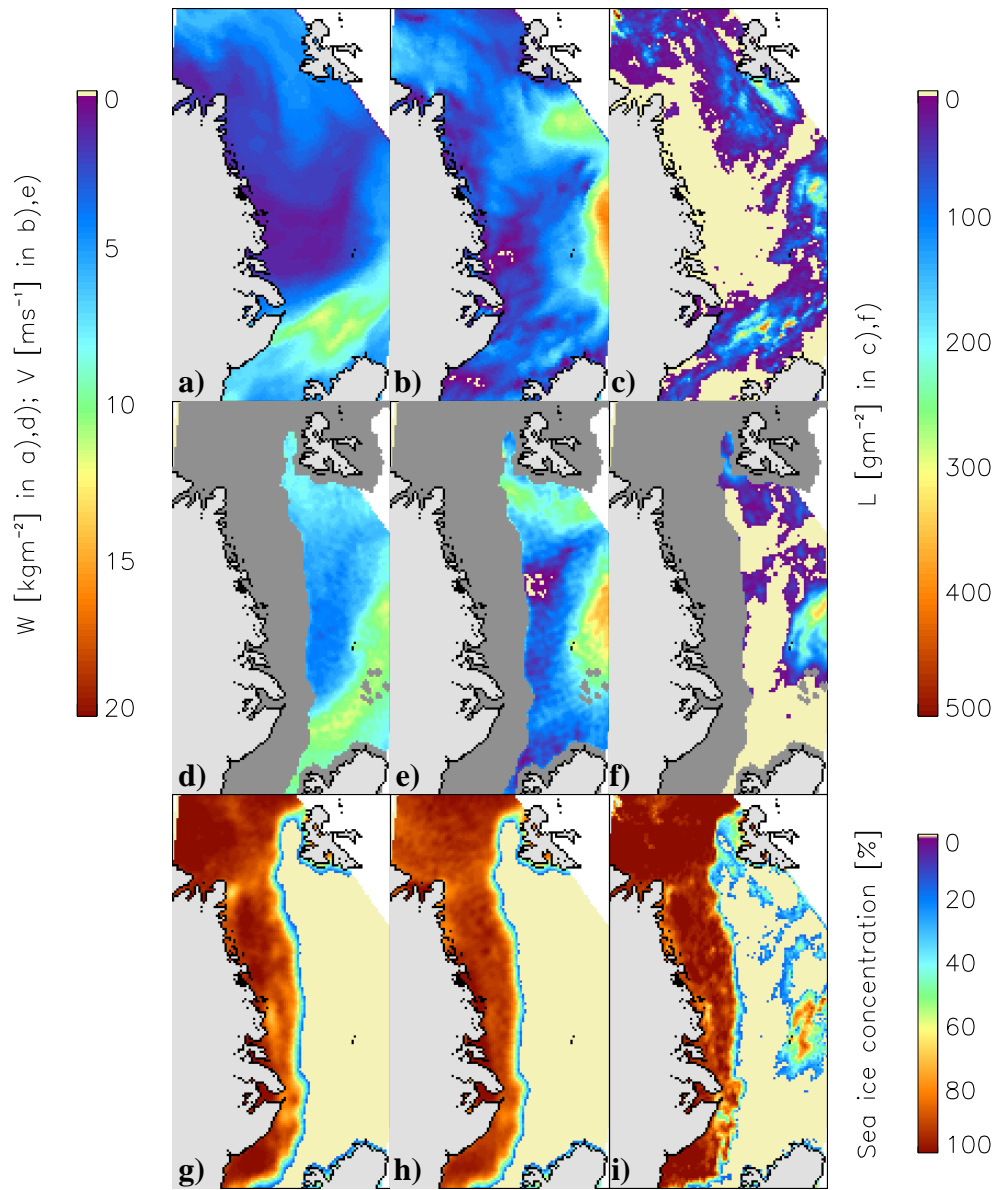 W [kgm⁻²] in a),d); V [ms⁻¹] in b),e)
0
5
10
15
20
a)
b)
c)
d)
e)
f)
g)
h)
i)
L [gm⁻²] in c),f)
0
100
200
300
400
500
Sea ice concentration [%]
0
20
40
60
80
100